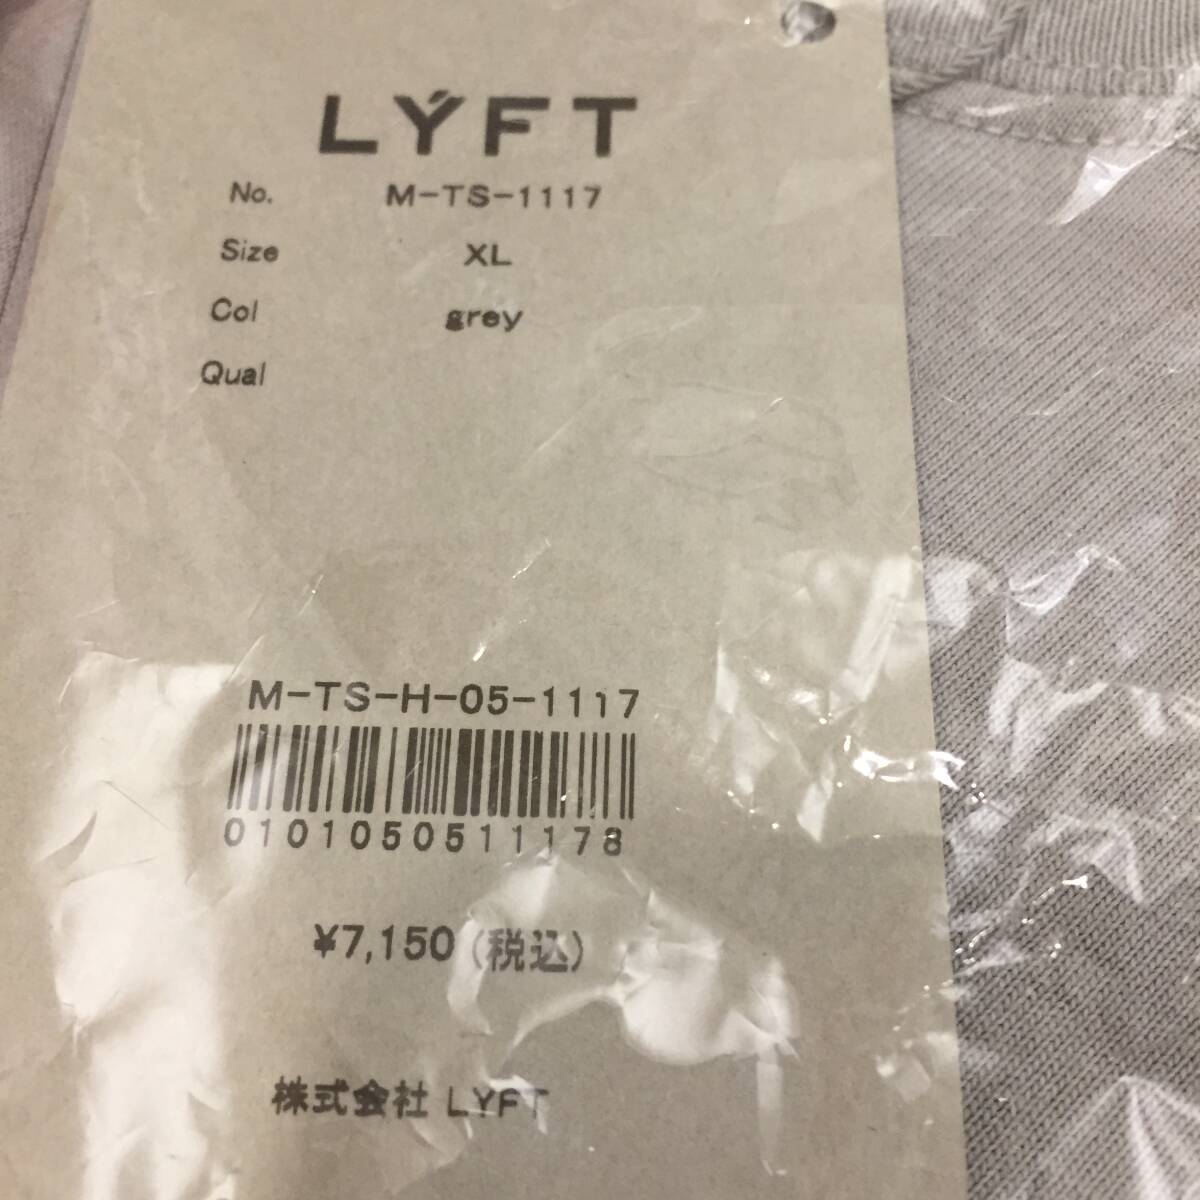 LÝFT
No. M-TS-1117
Size XL
Col grey
Qual
M-TS-H-05-1117
0101050511178
¥7,150(税込)
株式会社 LYFT